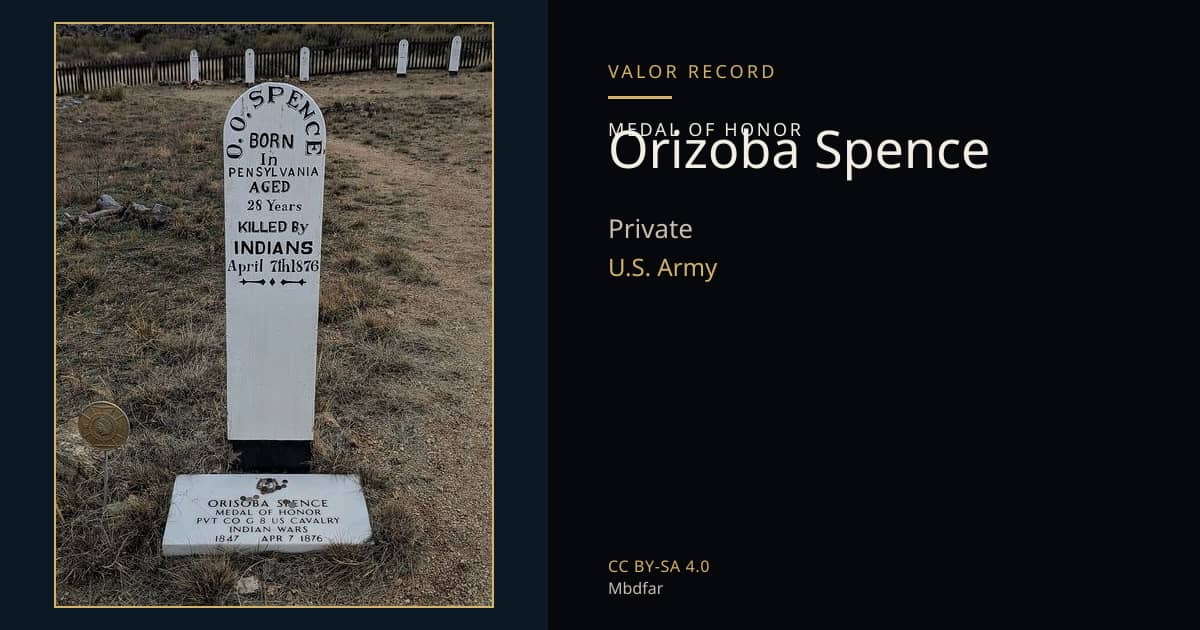 O.O. SPENCE
BORN
In
PENSYLVANIA
AGED
28 Years
KILLED By
INDIANS
April 7th1876
ORISOBA SPENCE
MEDAL OF HONOR
PVT CO G 8 US CAVALRY
INDIAN WARS
1847 APR 7 1876
VALOR RECORD
MEDAL OF HONOR
Orizoba Spence
Private
U.S. Army
CC BY-SA 4.0
Mbdfar